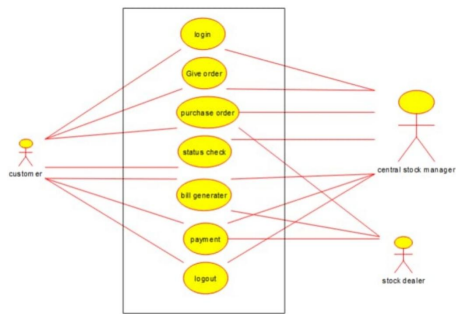 login
Give order
purchase order
status check
customer
central stock manager
bill generater
payment
logout
stock dealer